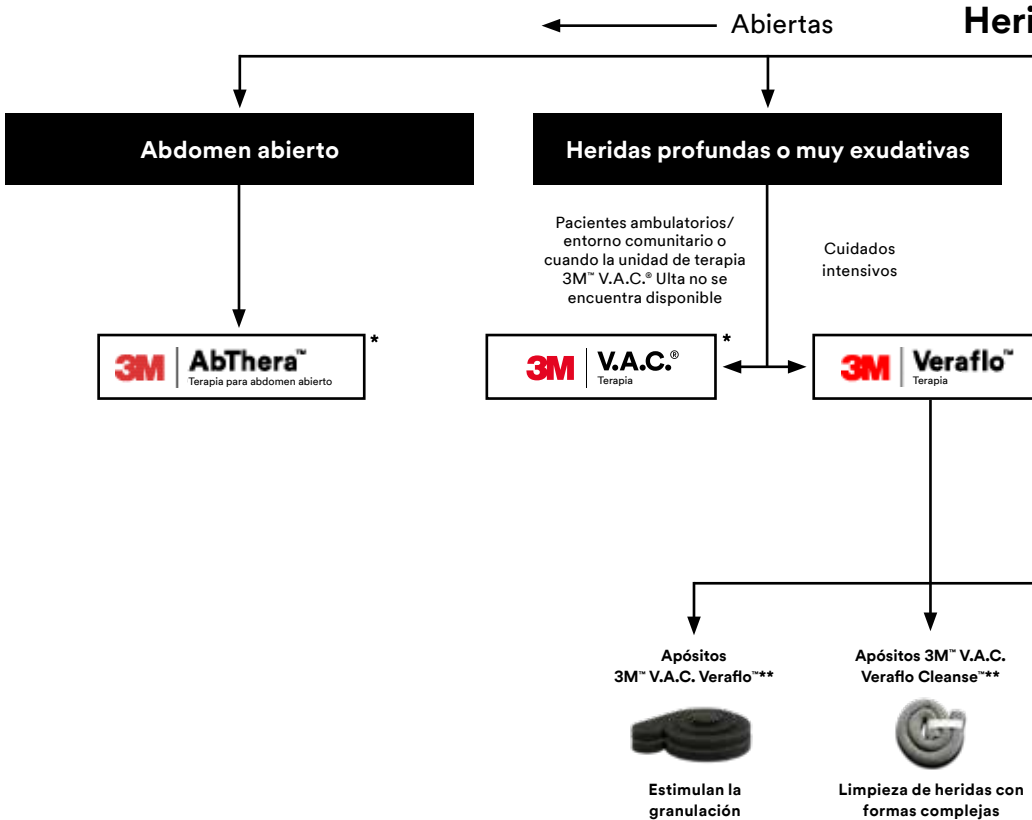 Abiertas
Heri
Abdomen abierto
Heridas profundas o muy exudativas
Pacientes ambulatorios/
entorno comunitario o
cuando la unidad de terapia
3M™ V.A.C.® Ulta no se
encuentra disponible
Cuidados
intensivos
3M AbThera™
Terapia para abdomen abierto
*
3M V.A.C.®
Terapia
*
3M Veraflo™
Terapia
Apósitos
3M™ V.A.C. Veraflo™**
Estimulan la
granulación
Apósitos 3M™ V.A.C.
Veraflo Cleanse™**
Limpieza de heridas con
formas complejas